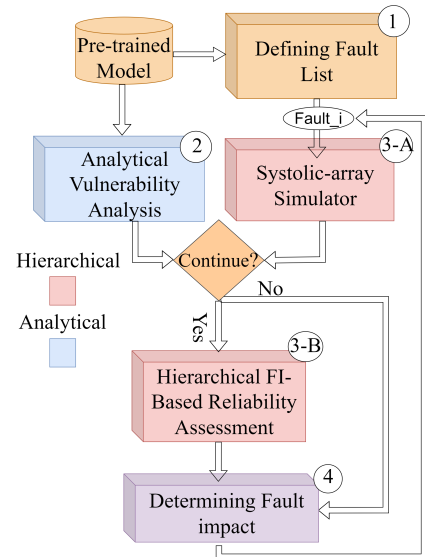 1
Pre-trained
Model
Defining Fault
List
Fault_i
2
3-A
Analytical
Vulnerability
Analysis
Systolic-array
Simulator
Continue?
Hierarchical
Analytical
No
Yes
3-B
Hierarchical FI-
Based Reliability
Assessment
4
Determining Fault
impact